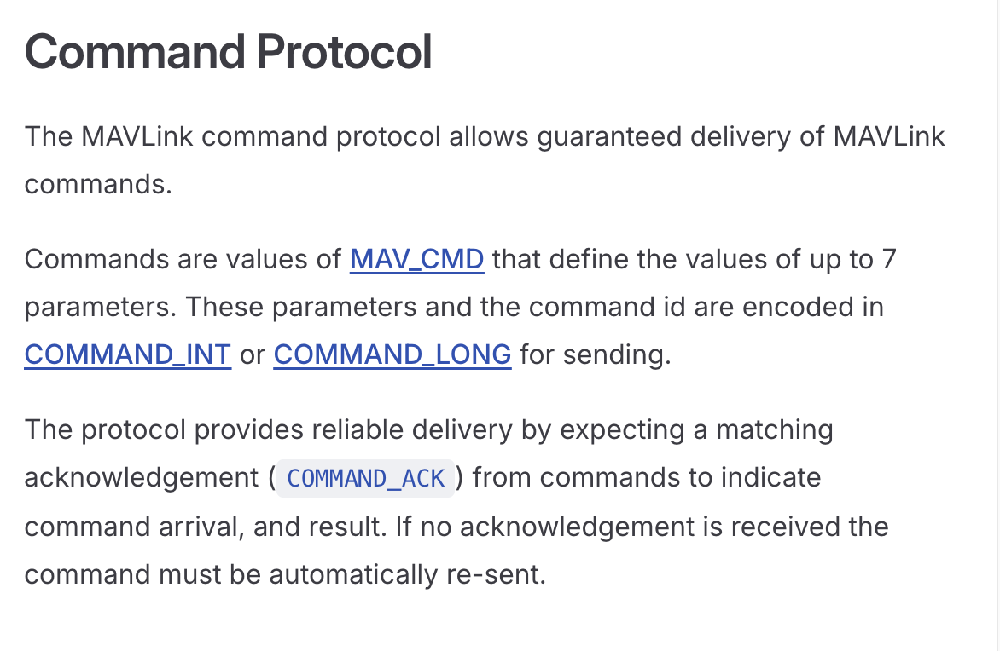 Command Protocol
The MAVLink command protocol allows guaranteed delivery of MAVLink
commands.
Commands are values of MAV_CMD that define the values of up to 7
parameters. These parameters and the command id are encoded in
COMMAND_INT or COMMAND_LONG for sending.
The protocol provides reliable delivery by expecting a matching
acknowledgement (COMMAND_ACK) from commands to indicate
command arrival, and result. If no acknowledgement is received the
command must be automatically re-sent.